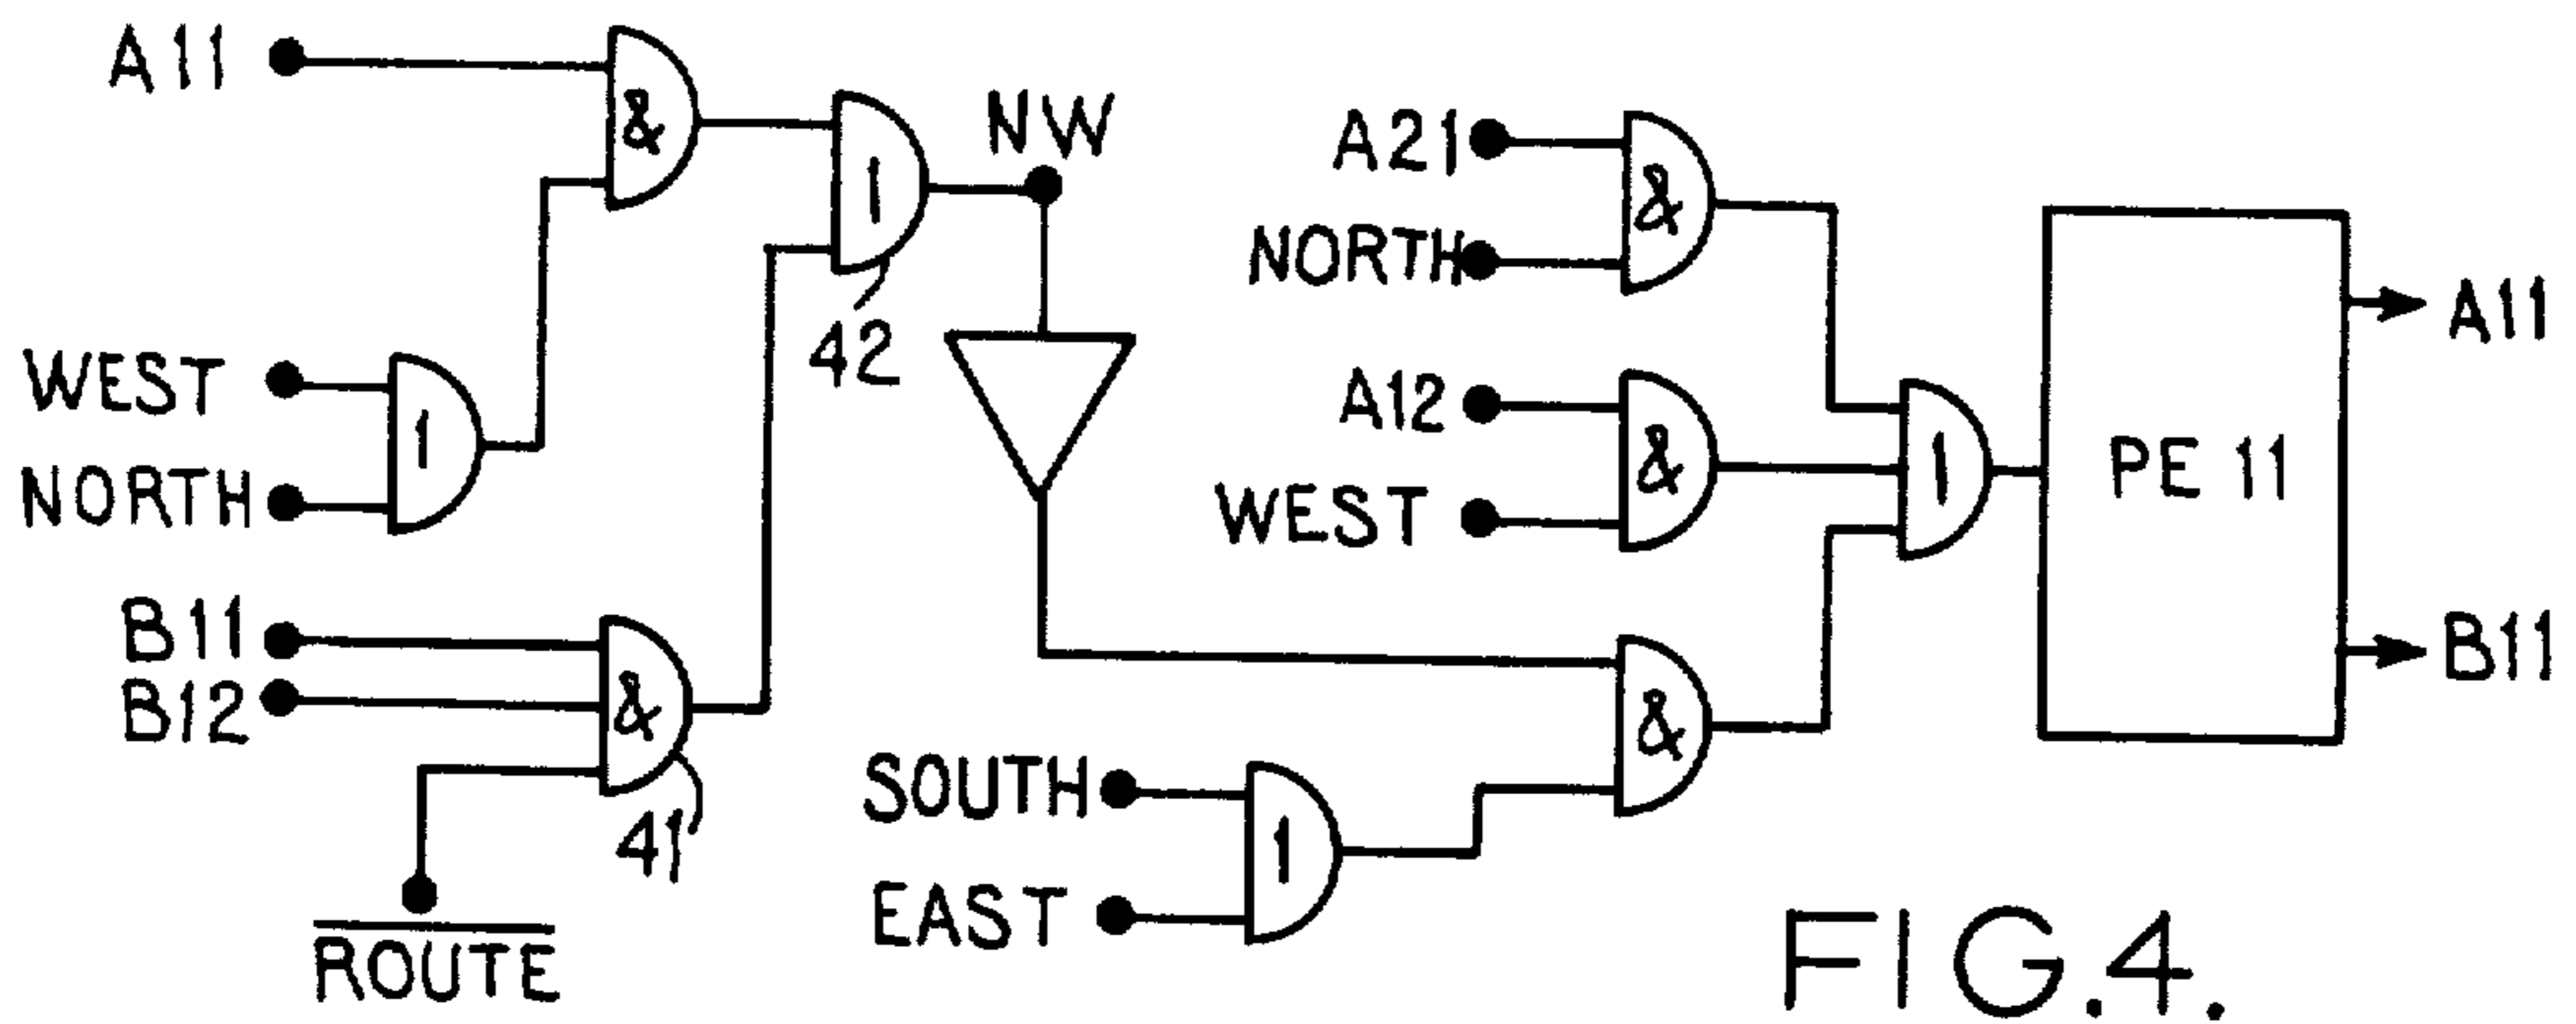 A11
&
1
NW
42
WEST
NORTH
1
B11
B12
&
41
ROUTE
A21
NORTH
&
A12
WEST
&
1
SOUTH
EAST
1
&
PE 11
A11
B11
FIG.4.